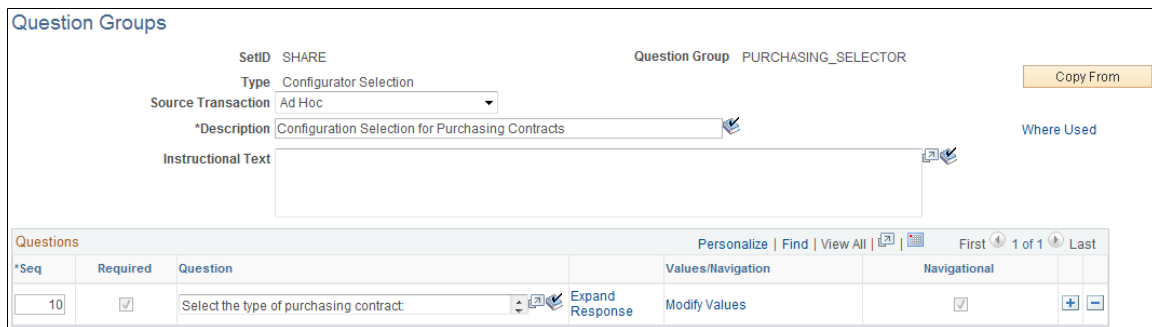 Question Groups
SetID SHARE Question Group PURCHASING_SELECTOR
Type Configurator Selection Copy From
Source Transaction Ad Hoc
*Description Configuration Selection for Purchasing Contracts Where Used
Instructional Text
Questions Personalize | Find | View All | | First 1 of 1 Last
*Seq Required Question Values/Navigation Navigational
10 Select the type of purchasing contract: Expand Response Modify Values